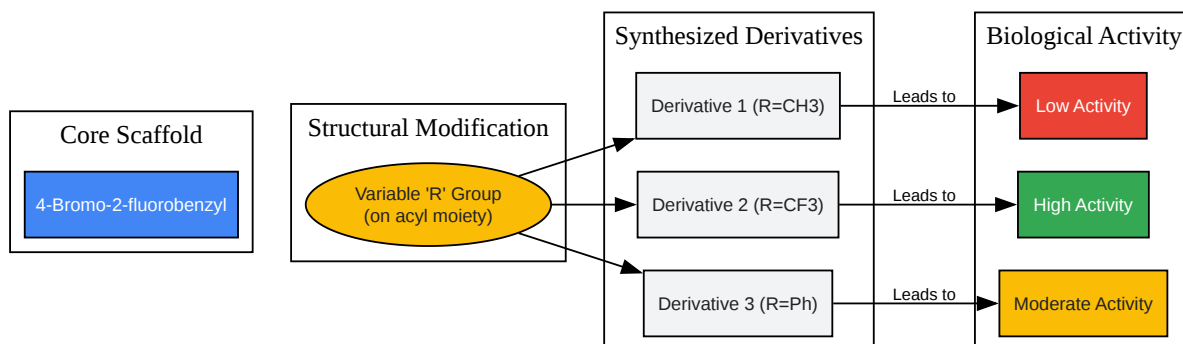 Core Scaffold
4-Bromo-2-fluorobenzyl
Structural Modification
Variable 'R' Group
(on acyl moiety)
Synthesized Derivatives
Derivative 1 (R=CH3)
Derivative 2 (R=CF3)
Derivative 3 (R=Ph)
Leads to
Leads to
Leads to
Biological Activity
Low Activity
High Activity
Moderate Activity